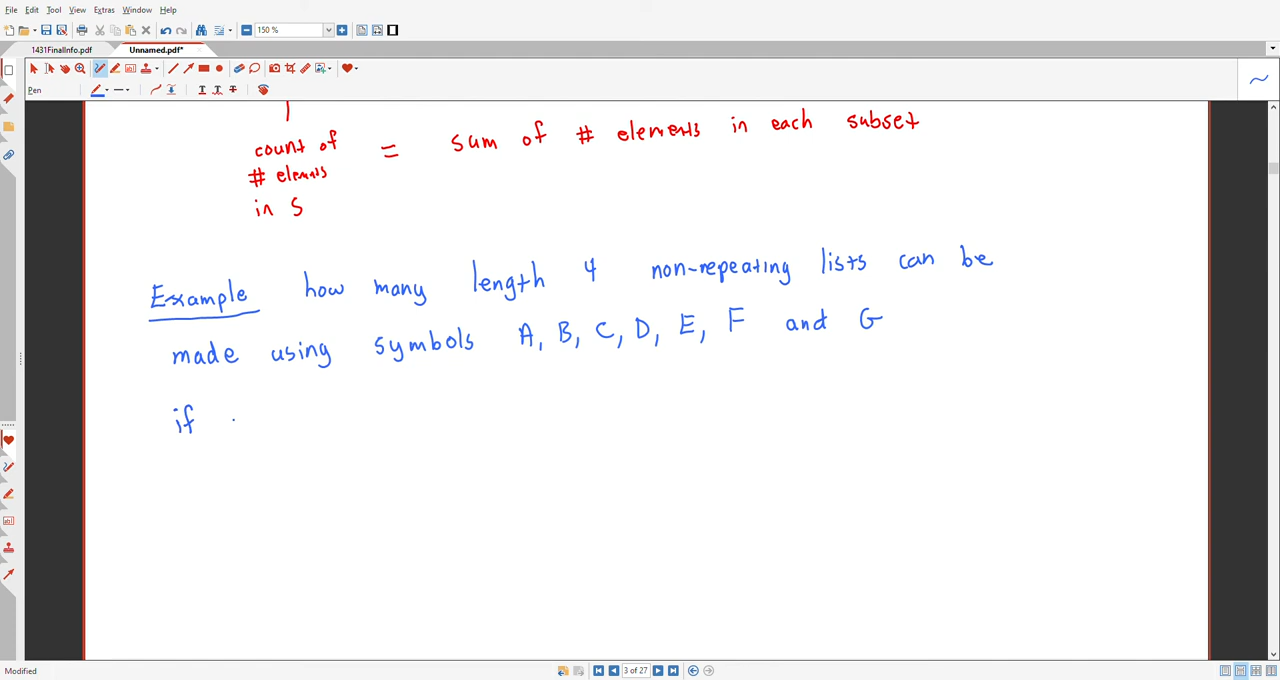 File Edit Tool View Extras Window Help
150 %
1431FinalInfo.pdf Unnamed.pdf*
Pen
count of = sum of # elements in each subset
# elements
in S
Example how many length 4 non-repeating lists can be
made using symbols A, B, C, D, E, F and G
if
Modified
3 of 27